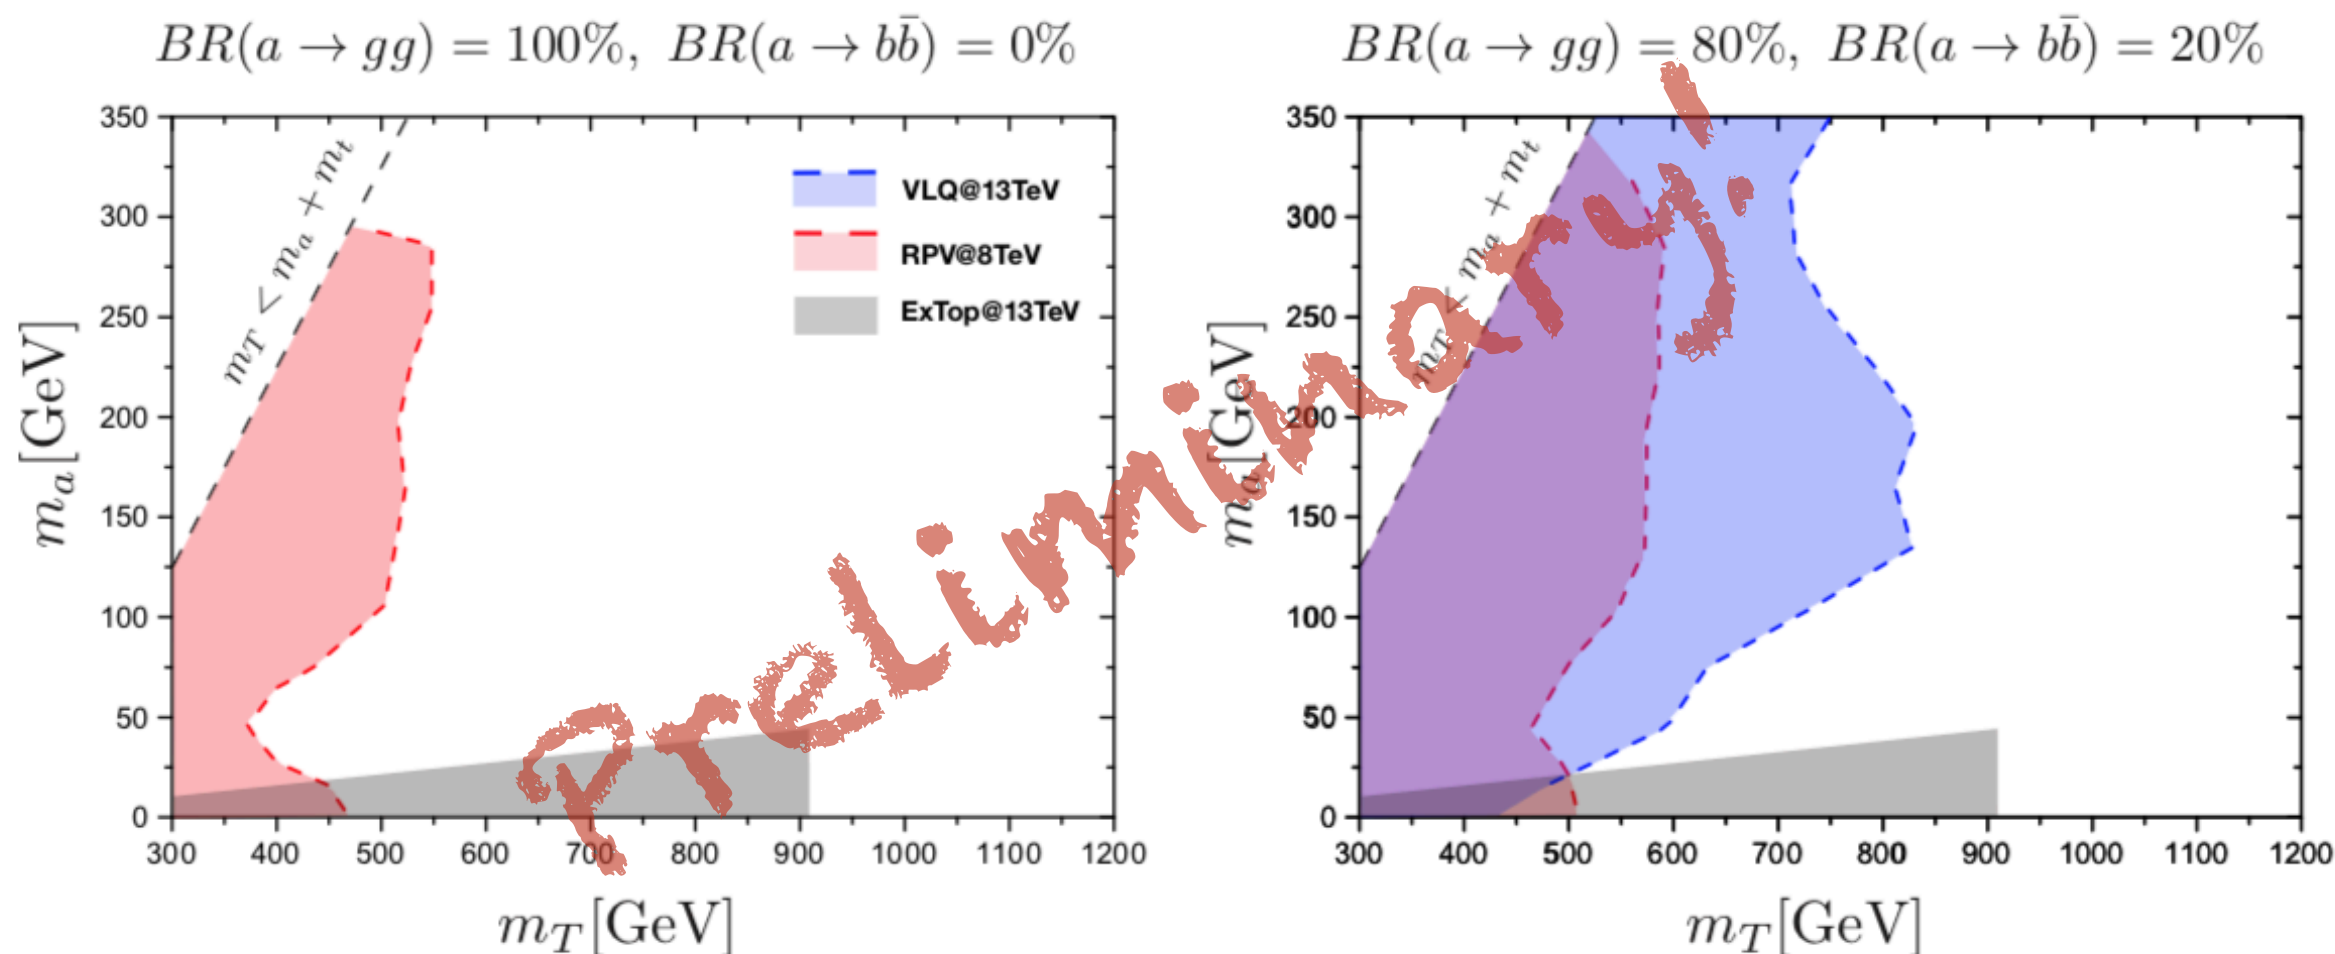 BR(a → gg) = 100%, BR(a → bb̄) = 0%
350
300
250
200
150
100
50
0
m_a[GeV]
m_T < m_a + m_t
VLQ@13TeV
RPV@8TeV
ExTop@13TeV
300 400 500 600 700 800 900 1000 1100 1200
m_T[GeV]
BR(a → gg) = 80%, BR(a → bb̄) = 20%
350
300
250
200
150
100
50
0
m_a[GeV]
m_T < m_a + m_t
300 400 500 600 700 800 900 1000 1100 1200
m_T[GeV]
PreLiminary!